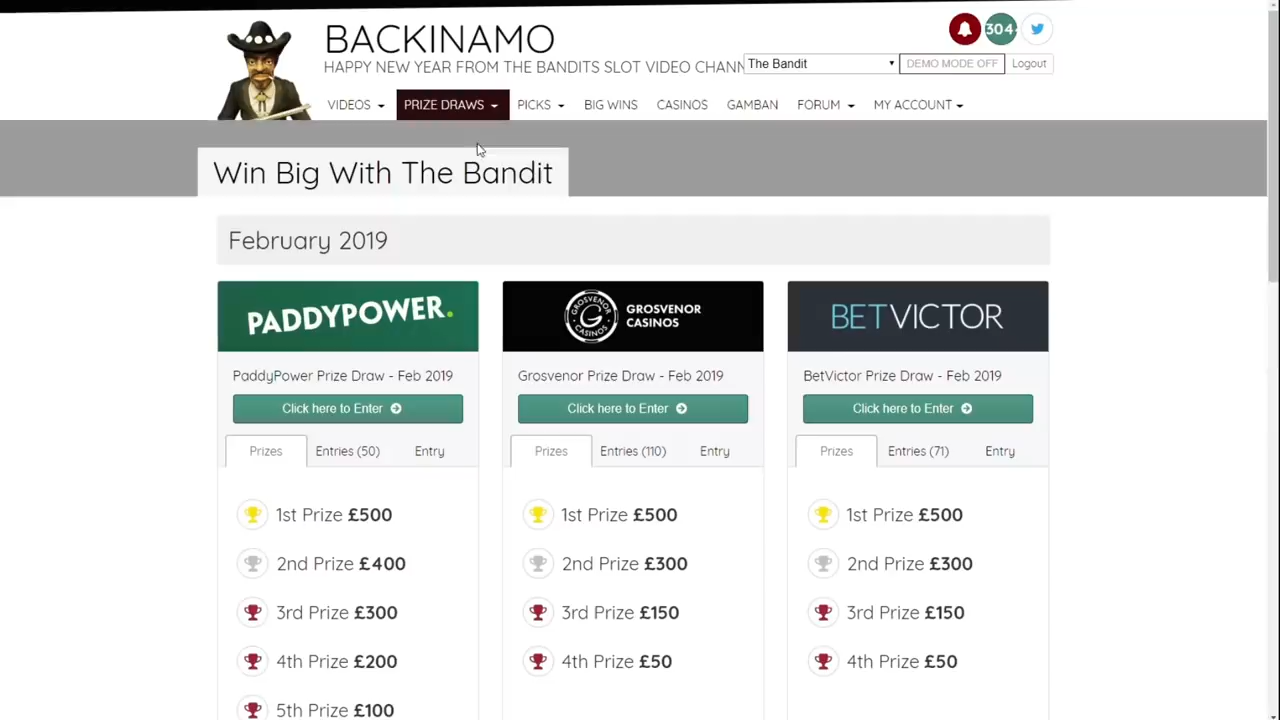 BACKINAMO
304
HAPPY NEW YEAR FROM THE BANDITS SLOT VIDEO CHANN
The Bandit
DEMO MODE OFF
Logout
VIDEOS
PRIZE DRAWS
PICKS
BIG WINS
CASINOS
GAMBAN
FORUM
MY ACCOUNT
Win Big With The Bandit
February 2019
PADDYPOWER.
PaddyPower Prize Draw - Feb 2019
Click here to Enter
Prizes
Entries (50)
Entry
1st Prize £500
2nd Prize £400
3rd Prize £300
4th Prize £200
5th Prize £100
GROSVENOR CASINOS
G
GROSVENOR
CASINOS
Grosvenor Prize Draw - Feb 2019
Click here to Enter
Prizes
Entries (110)
Entry
1st Prize £500
2nd Prize £300
3rd Prize £150
4th Prize £50
BETVICTOR
BetVictor Prize Draw - Feb 2019
Click here to Enter
Prizes
Entries (71)
Entry
1st Prize £500
2nd Prize £300
3rd Prize £150
4th Prize £50